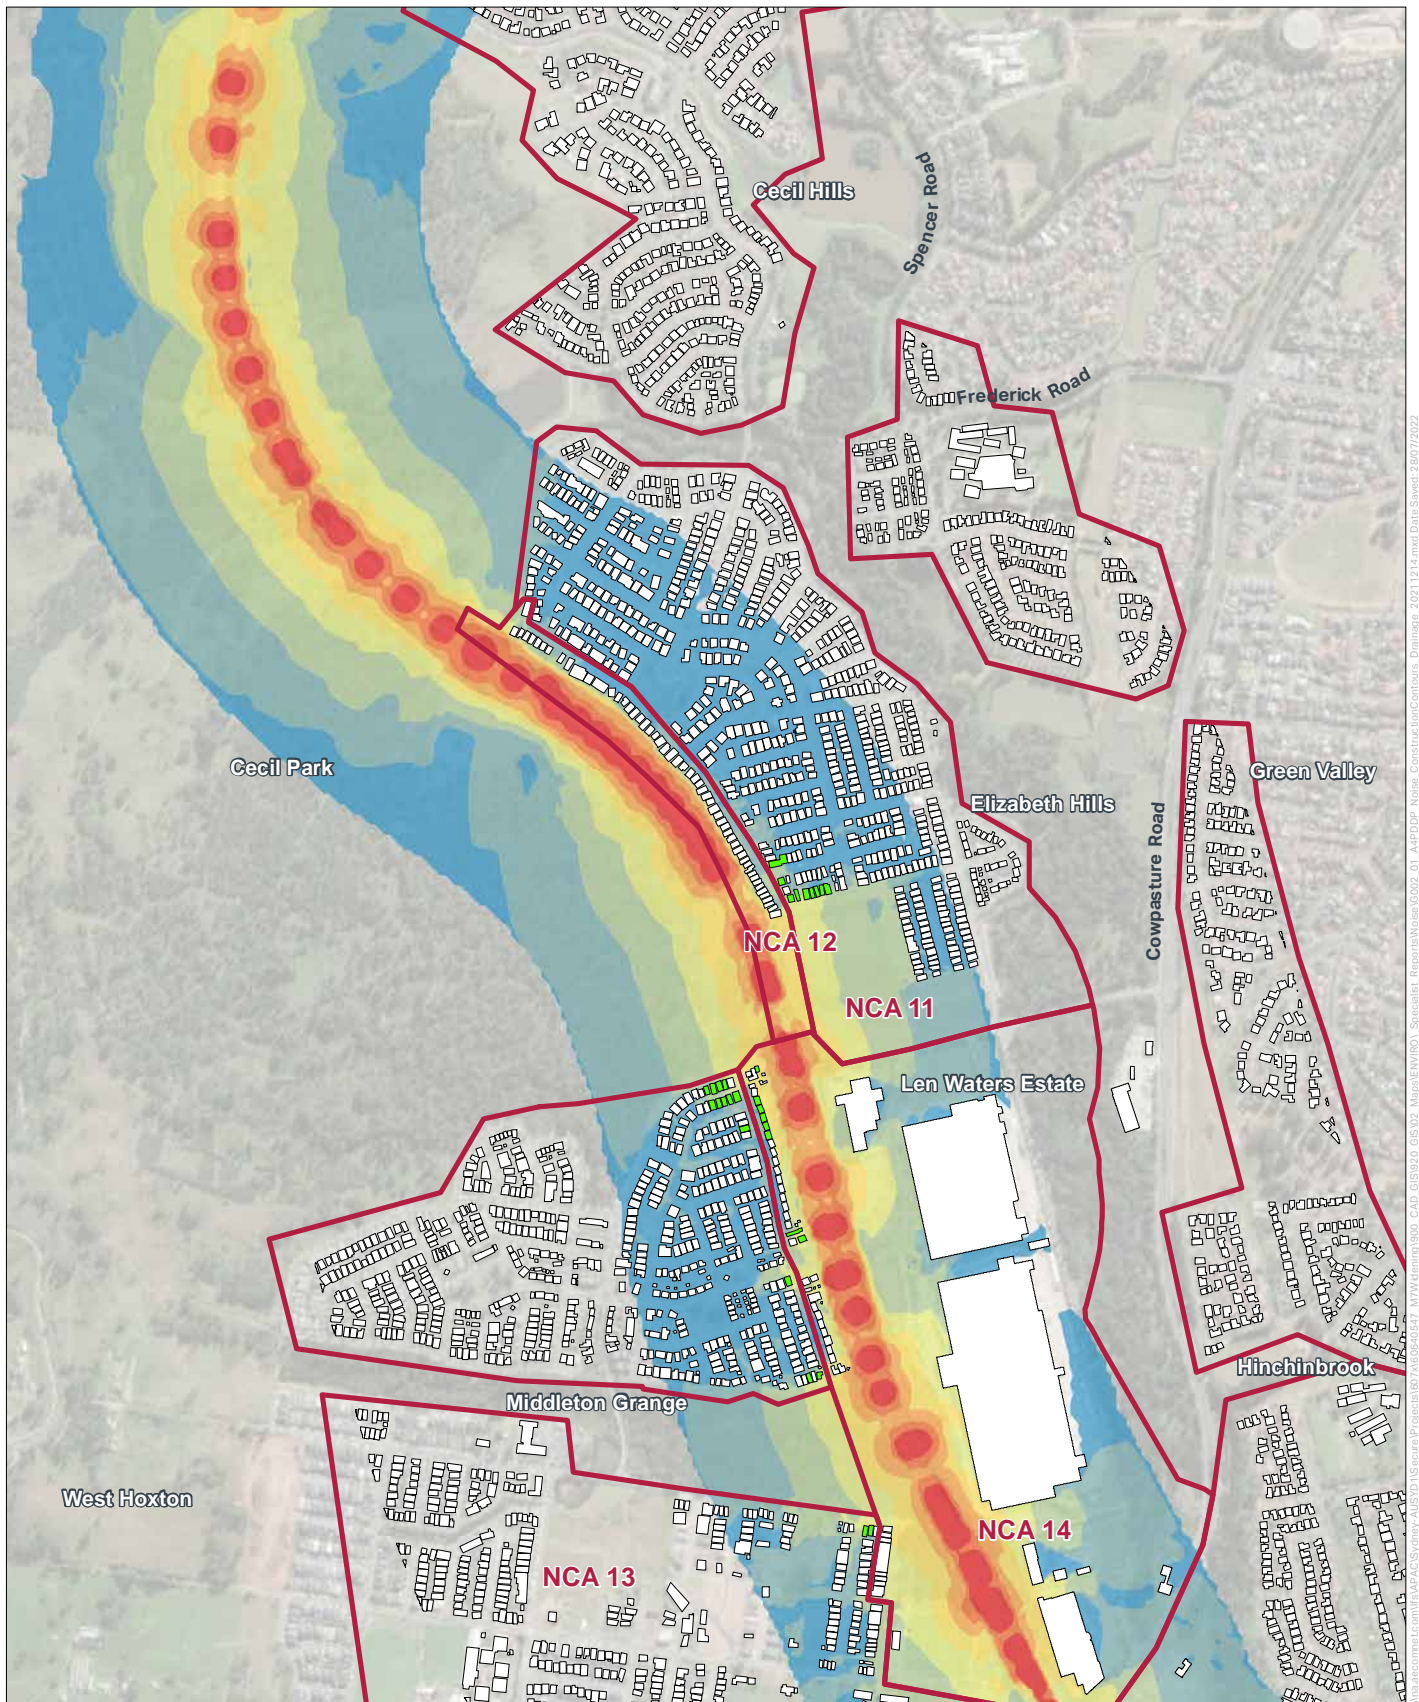 Cecil Hills
Spencer Road
Frederick Road
Cecil Park
Green Valley
Elizabeth Hills
Cowpasture Road
NCA 12
NCA 11
Len Waters Estate
Hinchinbrook
Middleton Grange
West Hoxton
NCA 14
NCA 13